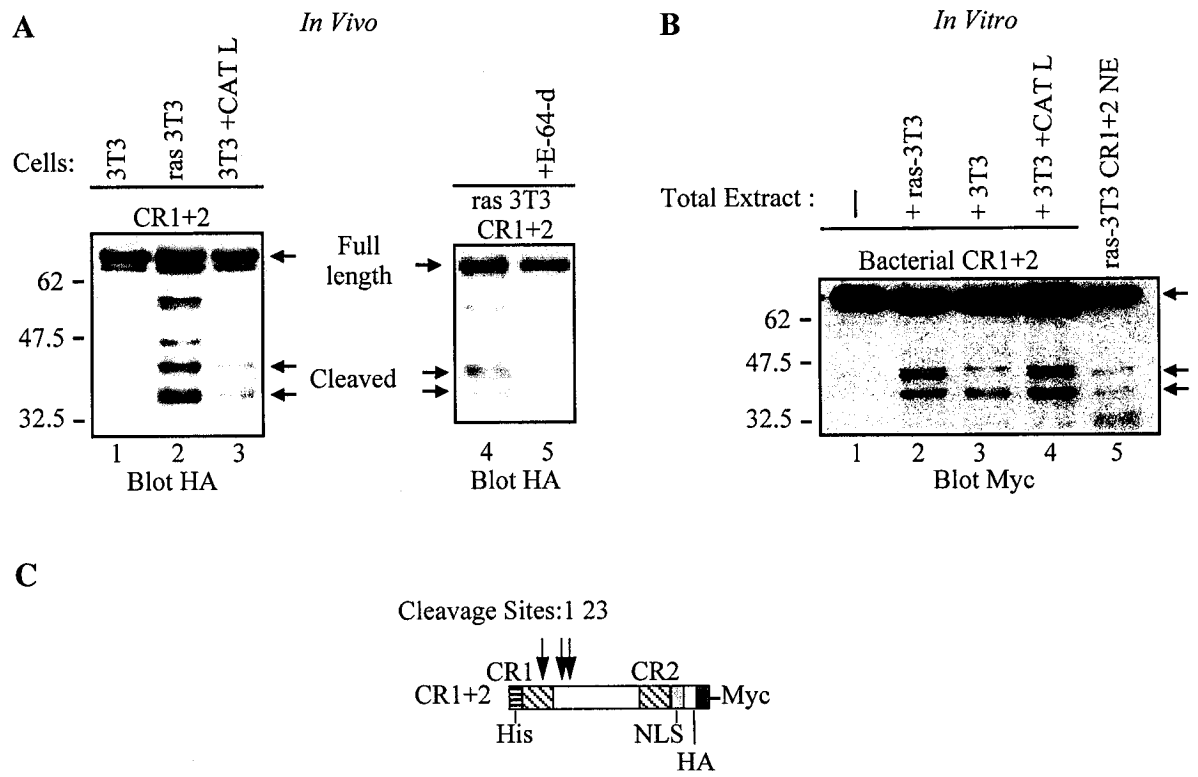 A
In Vivo
Cells:
3T3
ras 3T3
3T3 +CAT L
CR1+2
62
47.5
32.5
1 2 3
Blot HA
Full
length
Cleaved
+E-64-d
ras 3T3
CR1+2
4 5
Blot HA
B
In Vitro
Total Extract :
—
+ ras-3T3
+ 3T3
+ 3T3 +CAT L
ras-3T3 CR1+2 NE
Bacterial CR1+2
62
47.5
32.5
1 2 3 4 5
Blot Myc
C
Cleavage Sites:1 23
CR1 CR2
CR1+2
Myc
His NLS
HA